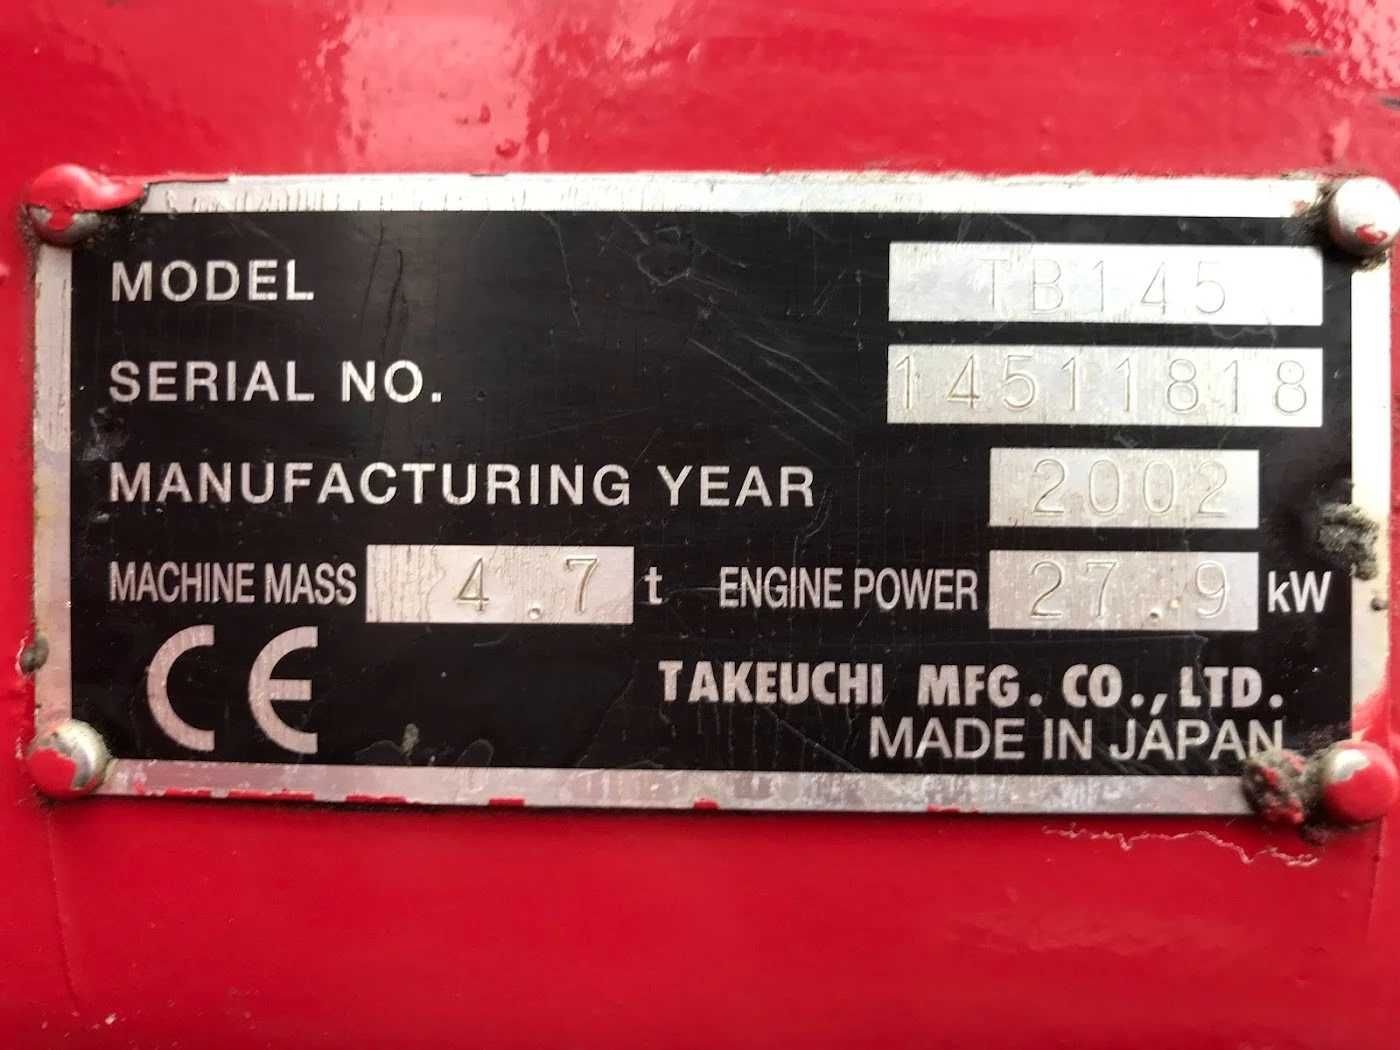 MODEL TB145
SERIAL NO. 14511818
MANUFACTURING YEAR 2002
MACHINE MASS 4.7 t ENGINE POWER 27.9 kW
CE TAKEUCHI MFG. CO., LTD.
MADE IN JAPAN